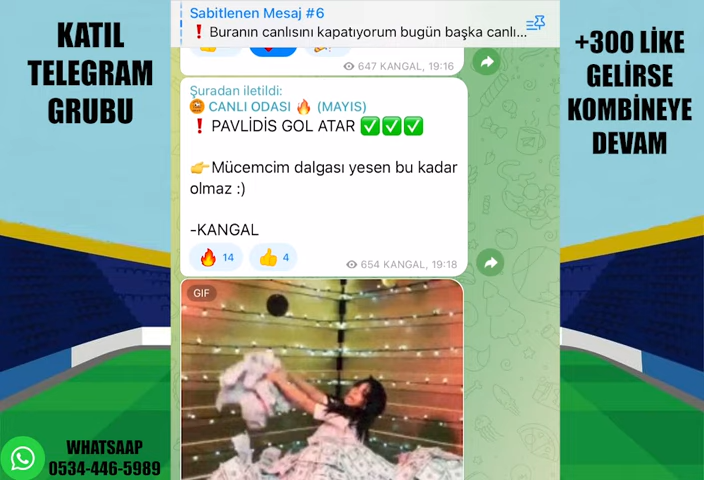 KATIL
TELEGRAM
GRUBU
Sabitlenen Mesaj #6
❗ Buranın canlısını kapatıyorum bugün başka canlı...
647 KANGAL, 19:16
Şuradan iletildi:
CANLI ODASI 🔥 (MAYIS)
❗ PAVLİDİS GOL ATAR ✅✅✅
👉Mücemcim dalgası yesen bu kadar
olmaz :)
-KANGAL
🔥 14 👍 4
654 KANGAL, 19:18
GIF
+300 LİKE
GELİRSE
KOMBİNEYE
DEVAM
WHATSAAP
0534-446-5989